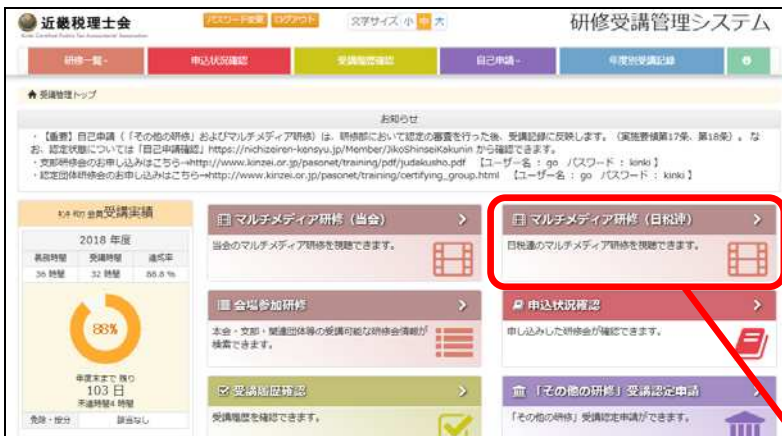 近畿税理士会
パスワード変更 ログアウト
文字サイズ 小 中 大
研修受講管理システム
研修一覧
申込状況確認
受講履歴確認
自己申請
年度別受講記録
受講管理トップ
お知らせ
・【重要】自己申請(「その他の研修」およびマルチメディア研修)は、研修部において認定の審査を行った後、受講記録に反映します。(実施要領第17条、第18条)。な
お、認定状態については「自己申請確認」https://nichizeiren-kensyu.jp/Member/JikoShinseiKakunin から確認できます。
・支部研修会のお申し込みはこちら→http://www.kinzei.or.jp/pasonet/training/pdf/judakusho.pdf 【ユーザー名:go パスワード:kinki】
・認定団体研修会のお申し込みはこちら→http://www.kinzei.or.jp/pasonet/training/certifying_group.html 【ユーザー名:go パスワード:kinki】
会員受講実績
2018 年度
義務時間 受講時間 達成率
36 時間 32 時間 88.8 %
88%
年度末まで 残り
103 日
未達時間4 時間
免除・按分 該当なし
マルチメディア研修(当会)
当会のマルチメディア研修を視聴できます。
マルチメディア研修(日税連)
日税連のマルチメディア研修を視聴できます。
会場参加研修
本会・支部・関連団体等の受講可能な研修会情報が
検索できます。
申込状況確認
申し込みした研修会が確認できます。
受講履歴確認
受講履歴を確認できます。
「その他の研修」受講認定申請
「その他の研修」受講認定申請ができます。